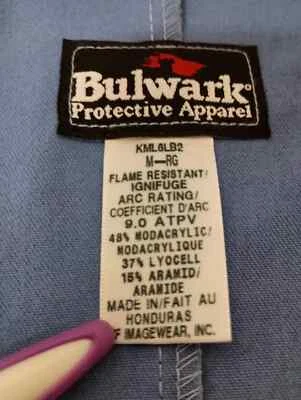 Bulwark®
Protective Apparel
KML6LB2
M—RG
FLAME RESISTANT/
IGNIFUGE
ARC RATING/
COEFFICIENT D'ARC
9.0 ATPV
48% MODACRYLIC/
MODACRYLIQUE
37% LYOCELL
15% ARAMID/
ARAMIDE
MADE IN/FAIT AU
HONDURAS
F IMAGEWEAR, INC.